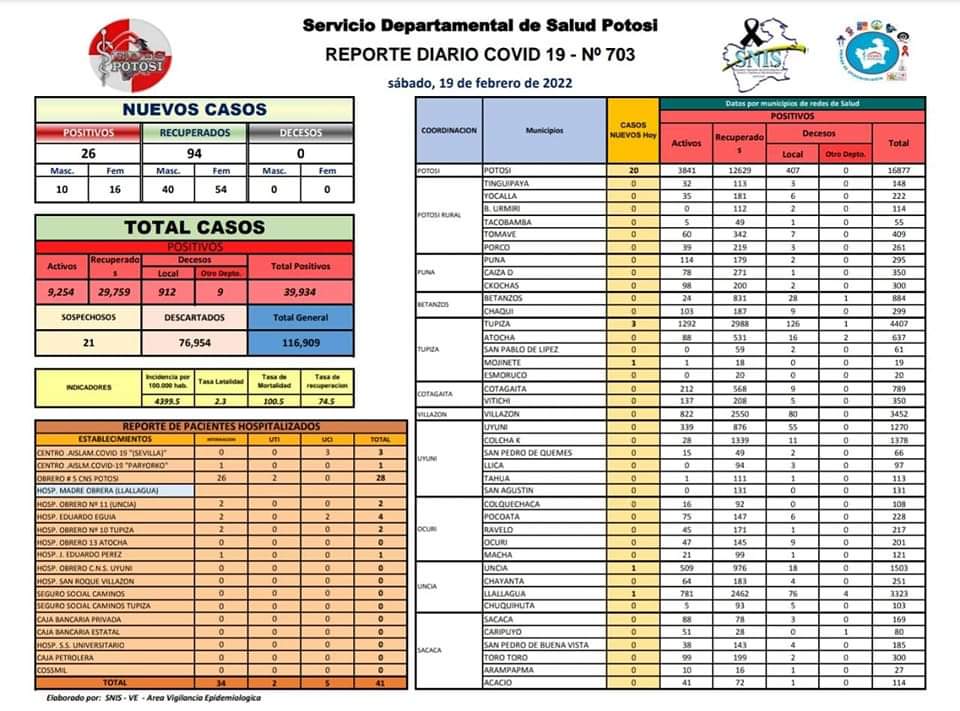 Servicio Departamental de Salud Potosi
REPORTE DIARIO COVID 19 - Nº 703
sábado, 19 de febrero de 2022
POTOSI
SNIS
NUEVOS CASOS
POSITIVOS RECUPERADOS DECESOS
26 94 0
Masc. Fem Masc. Fem Masc. Fem
10 16 40 54 0 0
TOTAL CASOS
POSITIVOS
Activos Recuperados Decesos Total Positivos
Local Otro Depto.
9,254 29,759 912 9 39,934
SOSPECHOSOS DESCARTADOS Total General
21 76,954 116,909
INDICADORES Incidencia por 100.000 hab. Tasa Letalidad Tasa de Mortalidad Tasa de recuperacion
4399.5 2.3 100.5 74.5
REPORTE DE PACIENTES HOSPITALIZADOS
ESTABLECIMIENTOS INTERNACION UTI UCI TOTAL
CENTRO .AISLAM.COVID 19 "(SEVILLA)" 0 0 3 3
CENTRO .AISLM.COVID-19 "PARYORKO" 1 0 0 1
OBRERO # 5 CNS POTOSI 26 2 0 28
HOSP. MADRE OBRERA (LLALLAGUA)
HOSP. OBRERO Nº 11 (UNCIA) 2 0 0 2
HOSP. EDUARDO EGUIA 2 0 2 4
HOSP. OBRERO Nº 10 TUPIZA 2 0 0 2
HOSP. OBRERO 13 ATOCHA 0 0 0 0
HOSP. J. EDUARDO PEREZ 1 0 0 1
HOSP. OBRERO C.N.S. UYUNI 0 0 0 0
HOSP. SAN ROQUE VILLAZON 0 0 0 0
SEGURO SOCIAL CAMINOS 0 0 0 0
SEGURO SOCIAL CAMINOS TUPIZA 0 0 0 0
CAJA BANCARIA PRIVADA 0 0 0 0
CAJA BANCARIA ESTATAL 0 0 0 0
HOSP. S.S. UNIVERSITARIO 0 0 0 0
CAJA PETROLERA 0 0 0 0
COSSMIL 0 0 0 0
TOTAL 34 2 5 41
Elaborado por: SNIS - VE - Area Vigilancia Epidemiologica
Datos por municipios de redes de Salud
COORDINACION Municipios CASOS NUEVOS Hoy POSITIVOS
Activos Recuperados Decesos Total
Local Otro Depto.
POTOSI POTOSI 20 3841 12629 407 0 16877
POTOSI RURAL TINGUIPAYA 0 32 113 3 0 148
YOCALLA 0 35 181 6 0 222
B. URMIRI 0 0 112 2 0 114
TACOBAMBA 0 5 49 1 0 55
TOMAVE 0 60 342 7 0 409
PORCO 0 39 219 3 0 261
PUNA PUNA 0 114 179 2 0 295
CAIZA D 0 78 271 1 0 350
CKOCHAS 0 98 200 2 0 300
BETANZOS BETANZOS 0 24 831 28 1 884
CHAQUI 0 103 187 9 0 299
TUPIZA TUPIZA 3 1292 2988 126 1 4407
ATOCHA 0 88 531 16 2 637
SAN PABLO DE LIPEZ 0 0 59 2 0 61
MOJINETE 1 1 18 0 0 19
ESMORUCO 0 0 20 0 0 20
COTAGAITA COTAGAITA 0 212 568 9 0 789
VITICHI 0 137 208 5 0 350
VILLAZON VILLAZON 0 822 2550 80 0 3452
UYUNI UYUNI 0 339 876 55 0 1270
COLCHA K 0 28 1339 11 0 1378
SAN PEDRO DE QUEMES 0 15 49 2 0 66
LLICA 0 0 94 3 0 97
TAHUA 0 1 111 1 0 113
SAN AGUSTIN 0 0 131 0 0 131
OCURI COLQUECHACA 0 16 92 0 0 108
POCOATA 0 75 147 6 0 228
RAVELO 0 45 171 1 0 217
OCURI 0 47 145 9 0 201
MACHA 0 21 99 1 0 121
UNCIA UNCIA 1 509 976 18 0 1503
CHAYANTA 0 64 183 4 0 251
LLALLAGUA 1 781 2462 76 4 3323
CHUQUIHUTA 0 5 93 5 0 103
SACACA SACACA 0 88 78 3 0 169
CARIPUYO 0 51 28 0 1 80
SAN PEDRO DE BUENA VISTA 0 38 143 4 0 185
TORO TORO 0 99 199 2 0 300
ARAMPAPMA 0 10 16 1 0 27
ACACIO 0 41 72 1 0 114